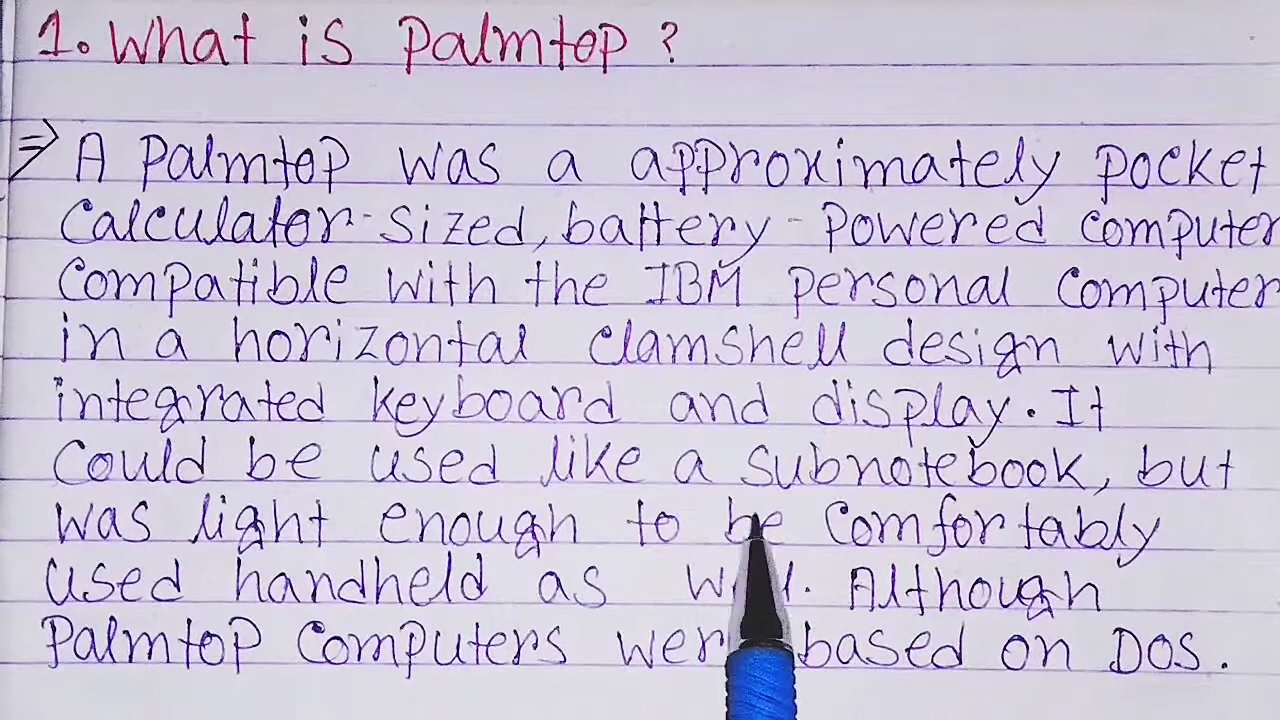 1. What is Palmtop ?
⇒ A Palmtop was a approximately pocket
Calculator-sized, battery-powered computer
Compatible with the IBM personal computer
in a horizontal clamshell design with
integrated keyboard and display. It
Could be used like a subnotebook, but
was light enough to be comfortably
used handheld as Although
Palmtop Computers were based on DOS.